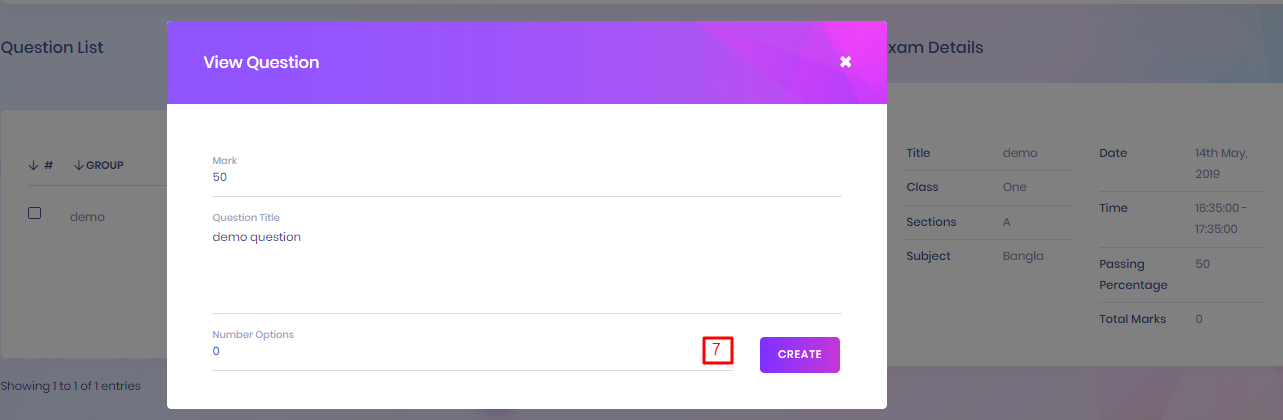 Question List
xam Details
View Question
✖
Mark
50
Question Title
demo question
Number Options
0
7
CREATE
↓ # ↓ GROUP
demo
Showing 1 to 1 of 1 entries
Title demo
Class One
Sections A
Subject Bangla
Date 14th May,
2019
Time 16:35:00 -
17:35:00
Passing 50
Percentage
Total Marks 0